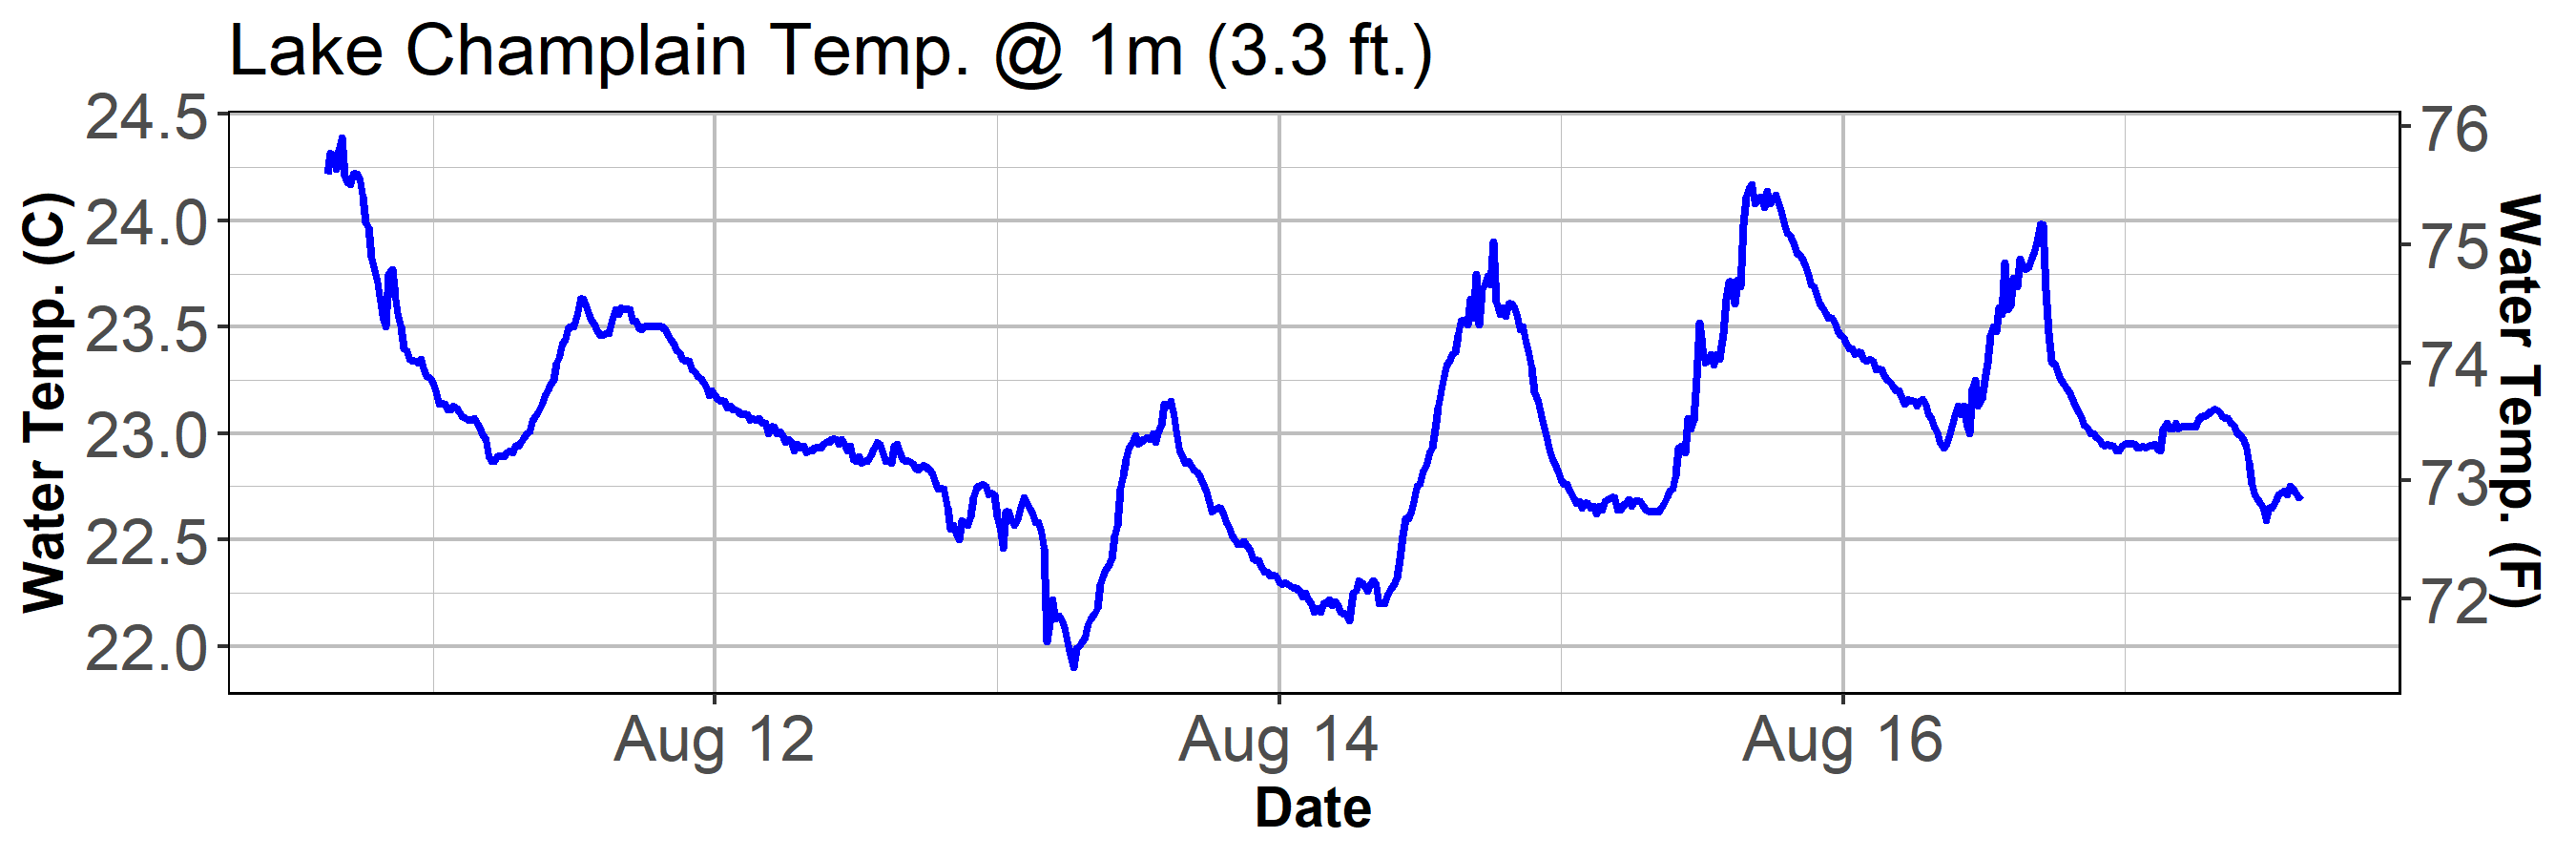 Lake Champlain Temp. @ 1m (3.3 ft.)
Water Temp. (C)
24.5
24.0
23.5
23.0
22.5
22.0
76
75
74
73
72
Water Temp. (F)
Aug 12
Aug 14
Aug 16
Date